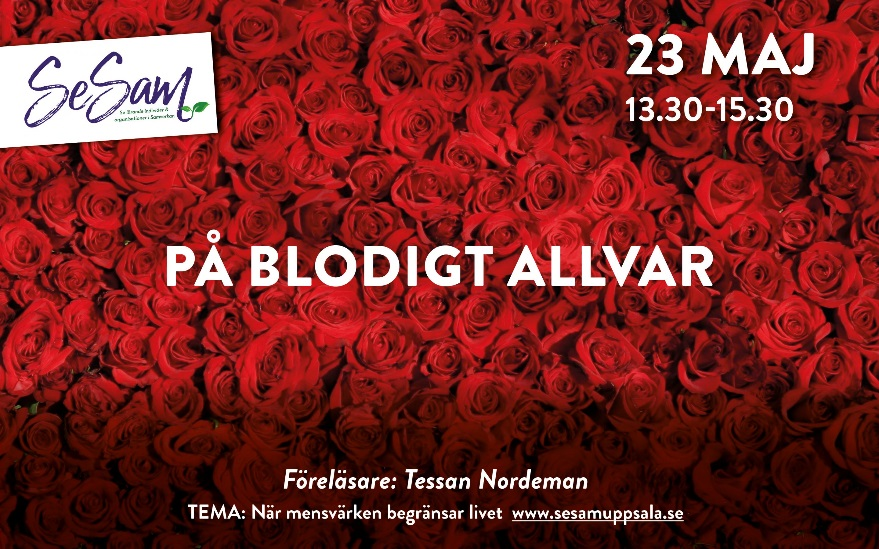 SeSam
23 MAJ
13.30-15.30
PÅ BLODIGT ALLVAR
Föreläsare: Tessan Nordeman
TEMA: När mensvärken begränsar livet www.sesamuppsala.se